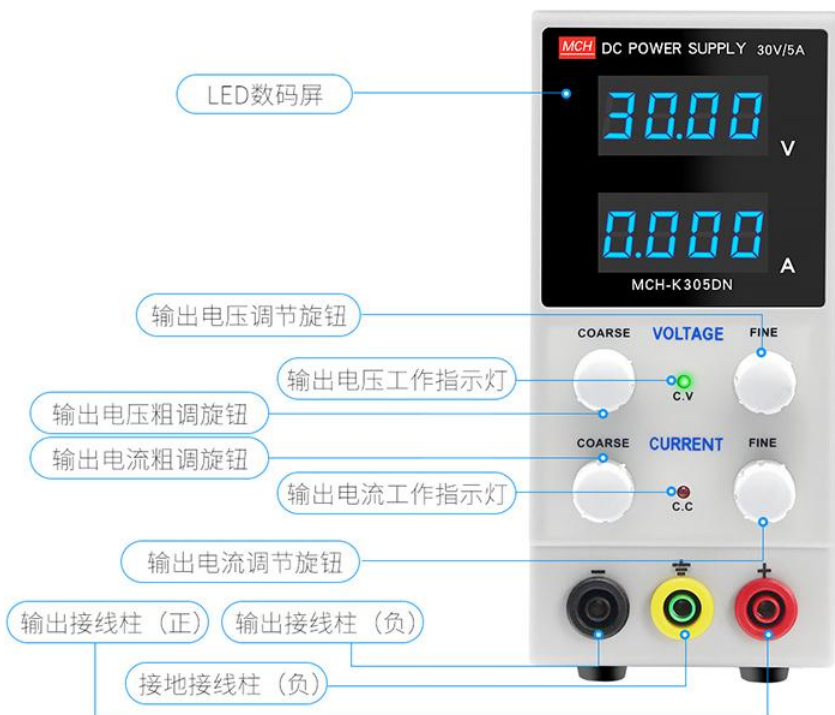 MCH DC POWER SUPPLY 30V/5A
LED数码屏
30.00
V
0.000
A
MCH-K305DN
输出电压调节旋钮
COARSE VOLTAGE FINE
输出电压工作指示灯
C.V
输出电压粗调旋钮
COARSE CURRENT FINE
输出电流粗调旋钮
输出电流工作指示灯
C.C
输出电流调节旋钮
- +
输出接线柱（正） 输出接线柱（负）
接地接线柱（负）